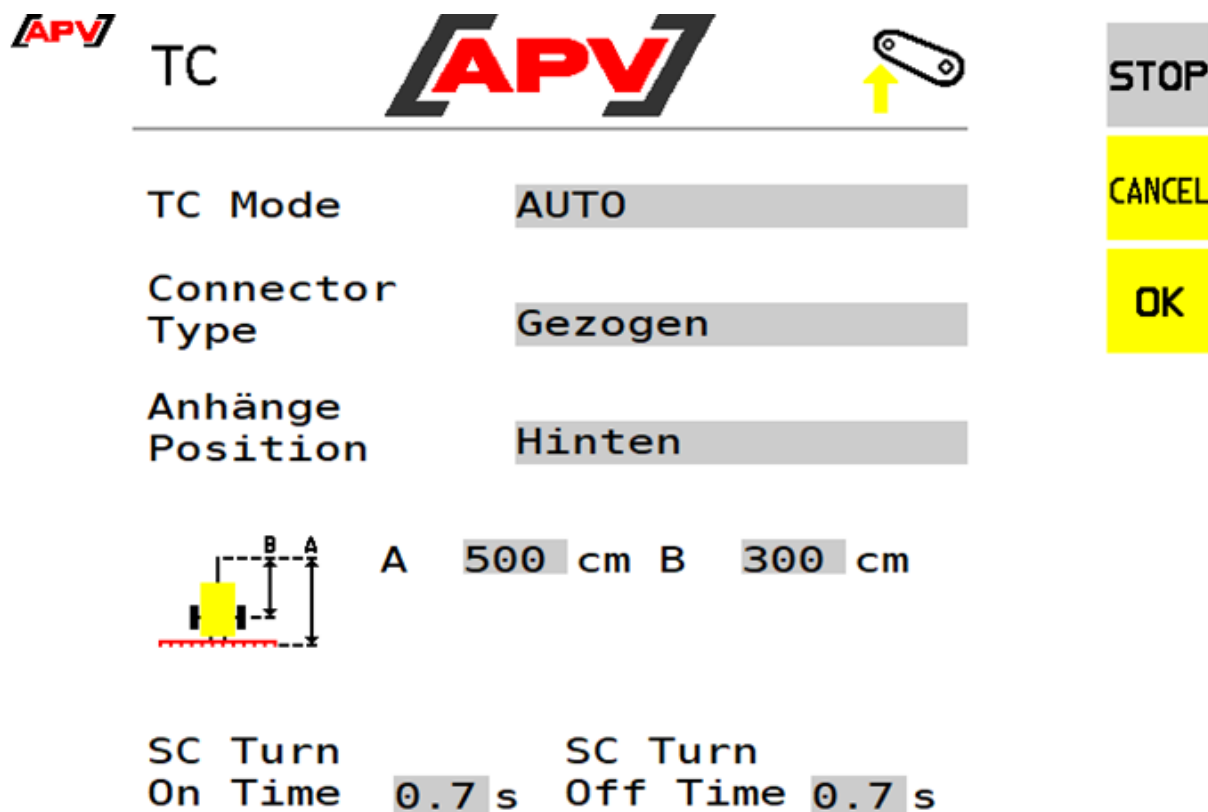 [APV]
TC
[APV]
STOP
TC Mode AUTO
CANCEL
Connector
Type Gezogen
OK
Anhänge
Position Hinten
B A
A 500 cm B 300 cm
SC Turn SC Turn
On Time 0.7 s Off Time 0.7 s